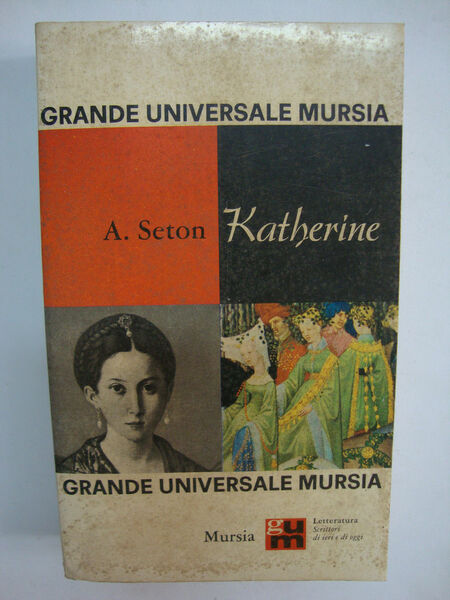 GRANDE UNIVERSALE MURSIA
A. Seton Katherine
GRANDE UNIVERSALE MURSIA
Mursia
gum
Letteratura
Scrittori
di ieri e di oggi